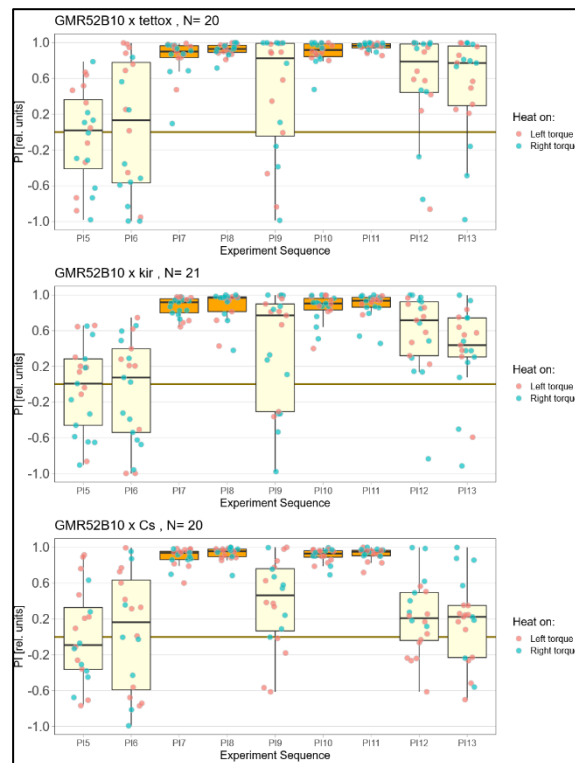 GMR52B10 x tettox , N= 20
PI [rel. units]
1.0
0.6
0.2
-0.2
-0.6
-1.0
PI5 PI6 PI7 PI8 PI9 PI10 PI11 PI12 PI13
Experiment Sequence
Heat on:
Left torque
Right torque
GMR52B10 x kir , N= 21
PI [rel. units]
1.0
0.6
0.2
-0.2
-0.6
-1.0
PI5 PI6 PI7 PI8 PI9 PI10 PI11 PI12 PI13
Experiment Sequence
Heat on:
Left torque
Right torque
GMR52B10 x Cs , N= 20
PI [rel. units]
1.0
0.6
0.2
-0.2
-0.6
-1.0
PI5 PI6 PI7 PI8 PI9 PI10 PI11 PI12 PI13
Experiment Sequence
Heat on:
Left torque
Right torque